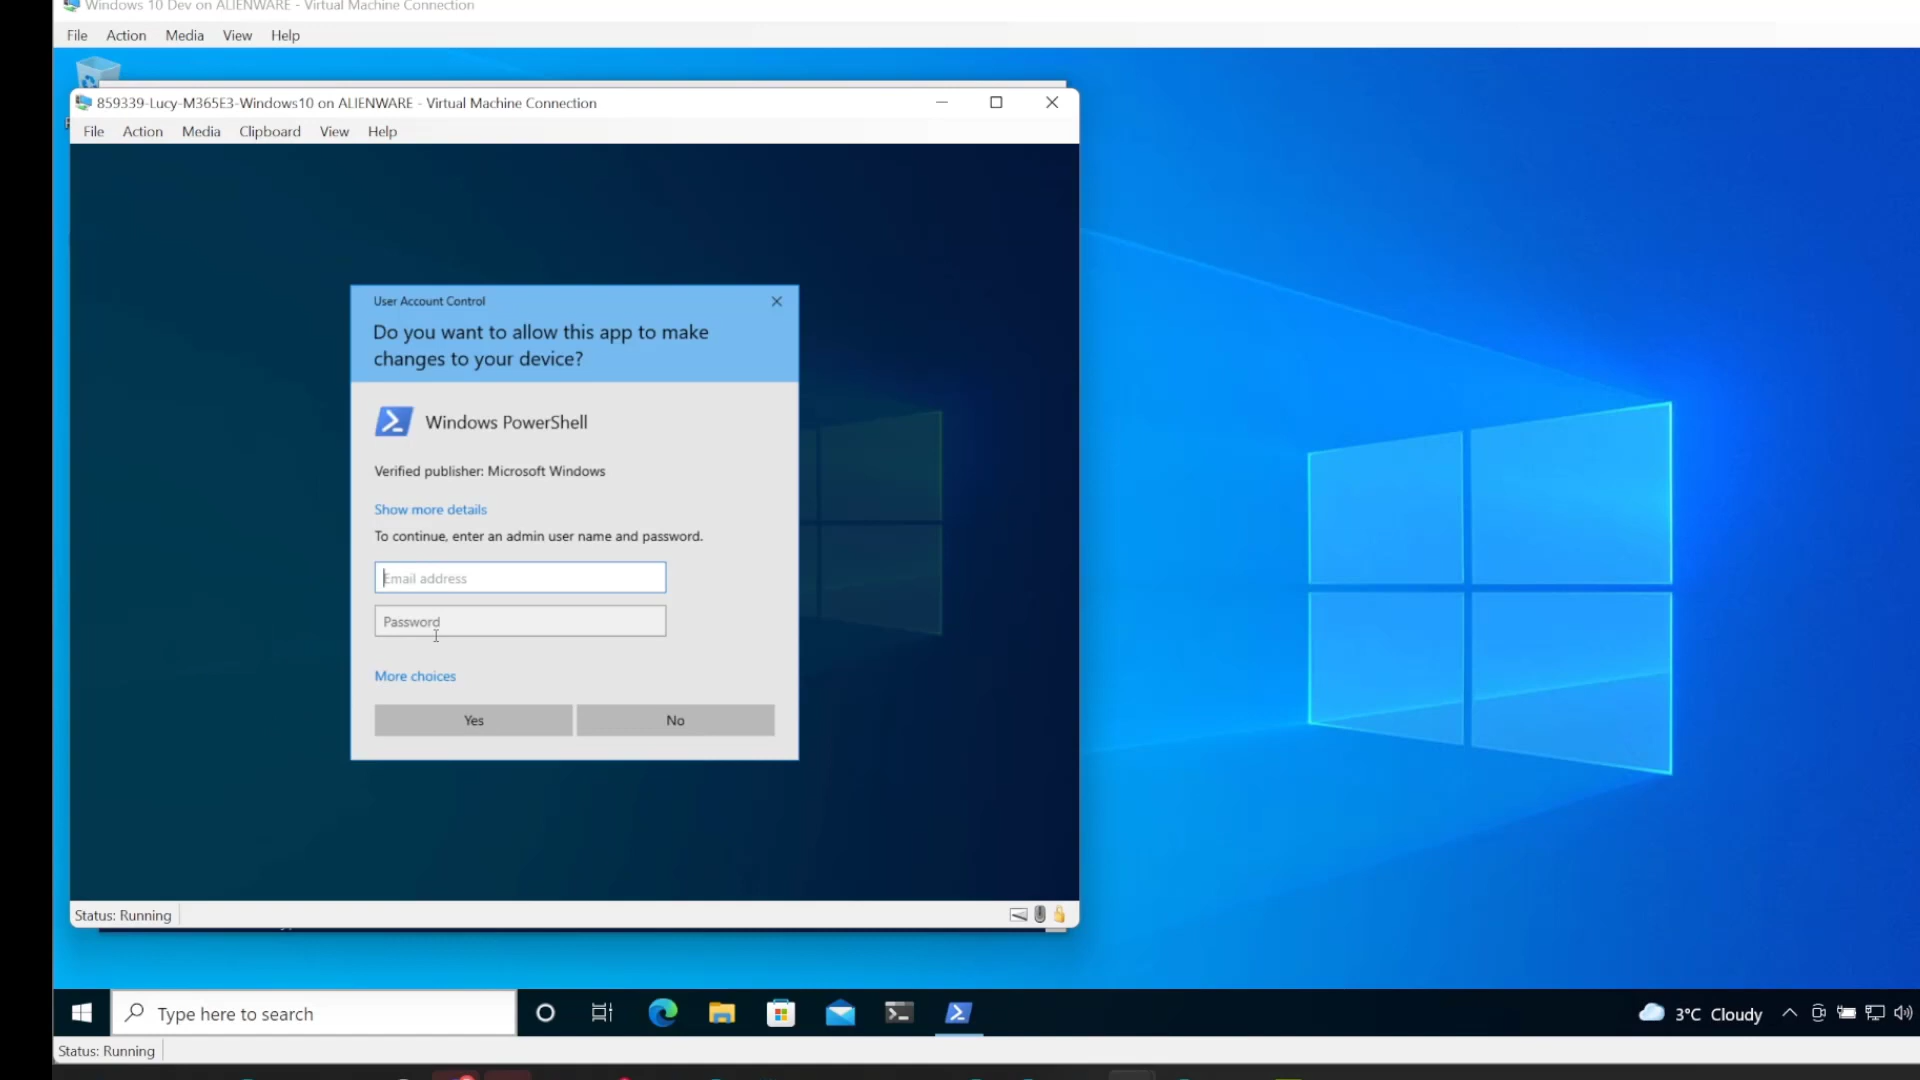 Windows 10 Dev on ALIENWARE - Virtual Machine Connection
File Action Media View Help
859339-Lucy-M365E3-Windows10 on ALIENWARE - Virtual Machine Connection
File Action Media Clipboard View Help
User Account Control
Do you want to allow this app to make
changes to your device?
Windows PowerShell
Verified publisher: Microsoft Windows
Show more details
To continue, enter an admin user name and password.
Email address
Password
More choices
Yes No
Status: Running
Type here to search
3°C Cloudy
Status: Running